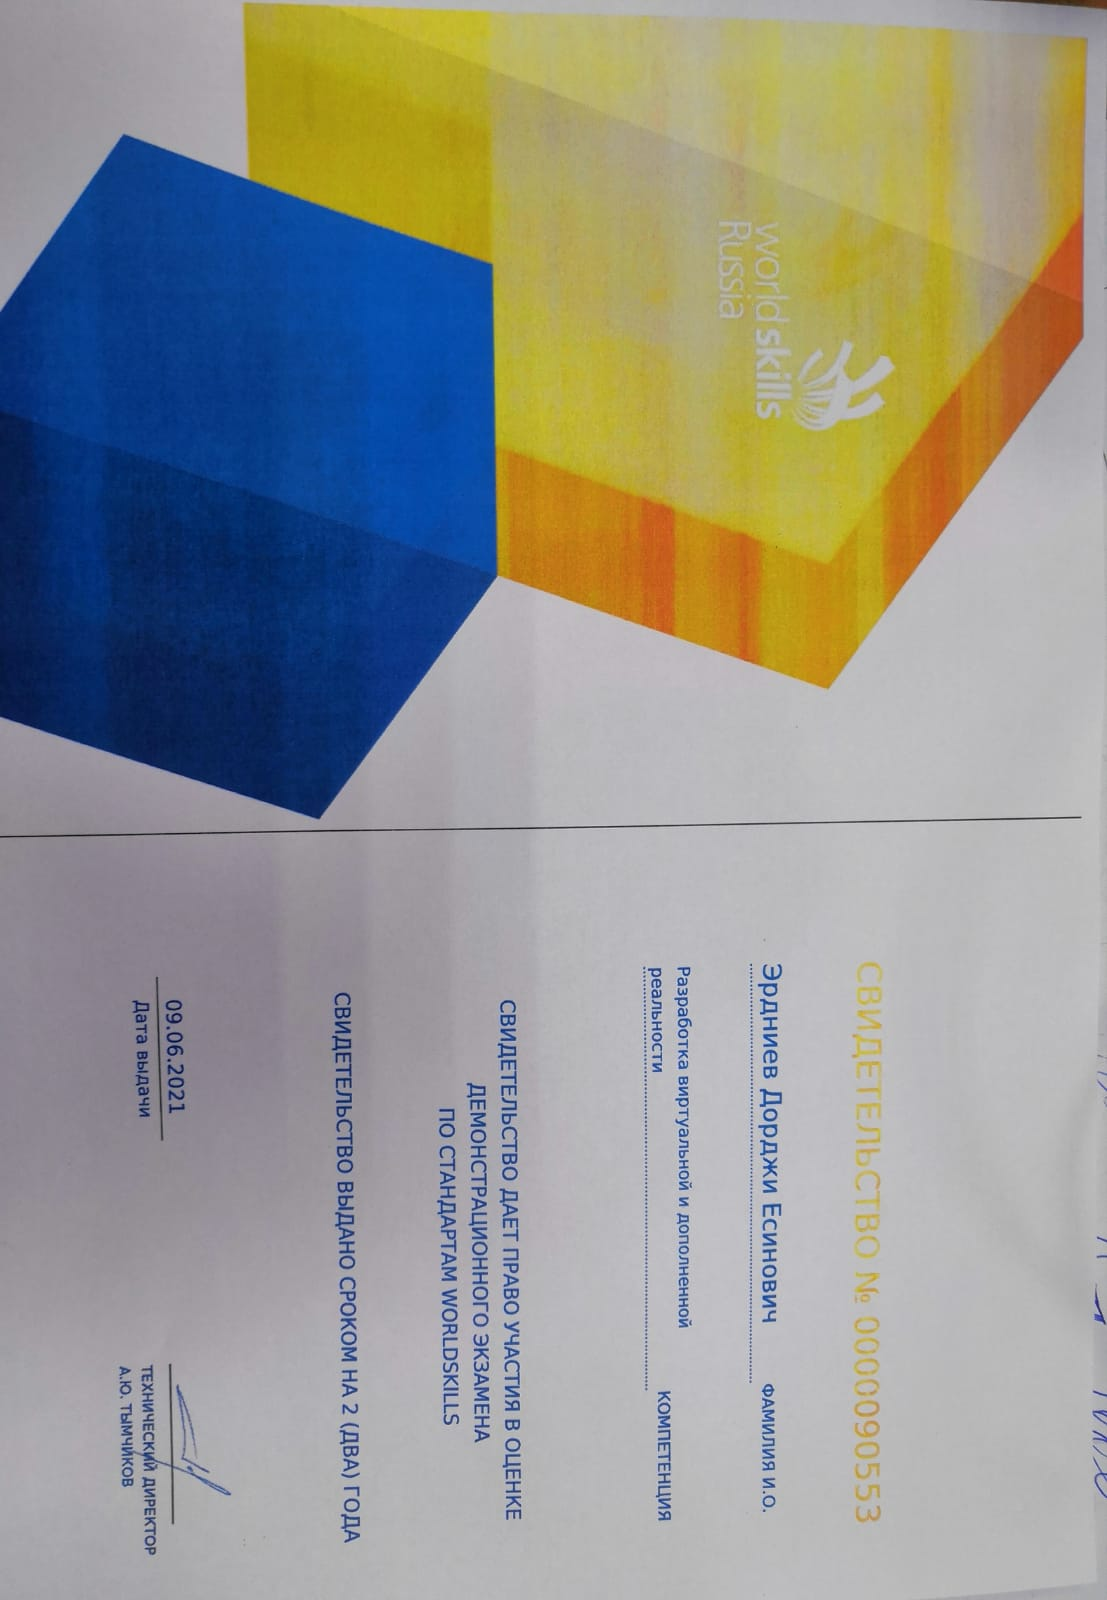 worldskills
Russia
СВИДЕТЕЛЬСТВО № 0000090553
Эрдниев Дорджи Есинович ФАМИЛИЯ И.О.
Разработка виртуальной и дополненной
реальности КОМПЕТЕНЦИЯ
СВИДЕТЕЛЬСТВО ДАЕТ ПРАВО УЧАСТИЯ В ОЦЕНКЕ
ДЕМОНСТРАЦИОННОГО ЭКЗАМЕНА
ПО СТАНДАРТАМ WORLDSKILLS
СВИДЕТЕЛЬСТВО ВЫДАНО СРОКОМ НА 2 (ДВА) ГОДА
09.06.2021
Дата выдачи
ТЕХНИЧЕСКИЙ ДИРЕКТОР
А.Ю. ТЫМЧИКОВ